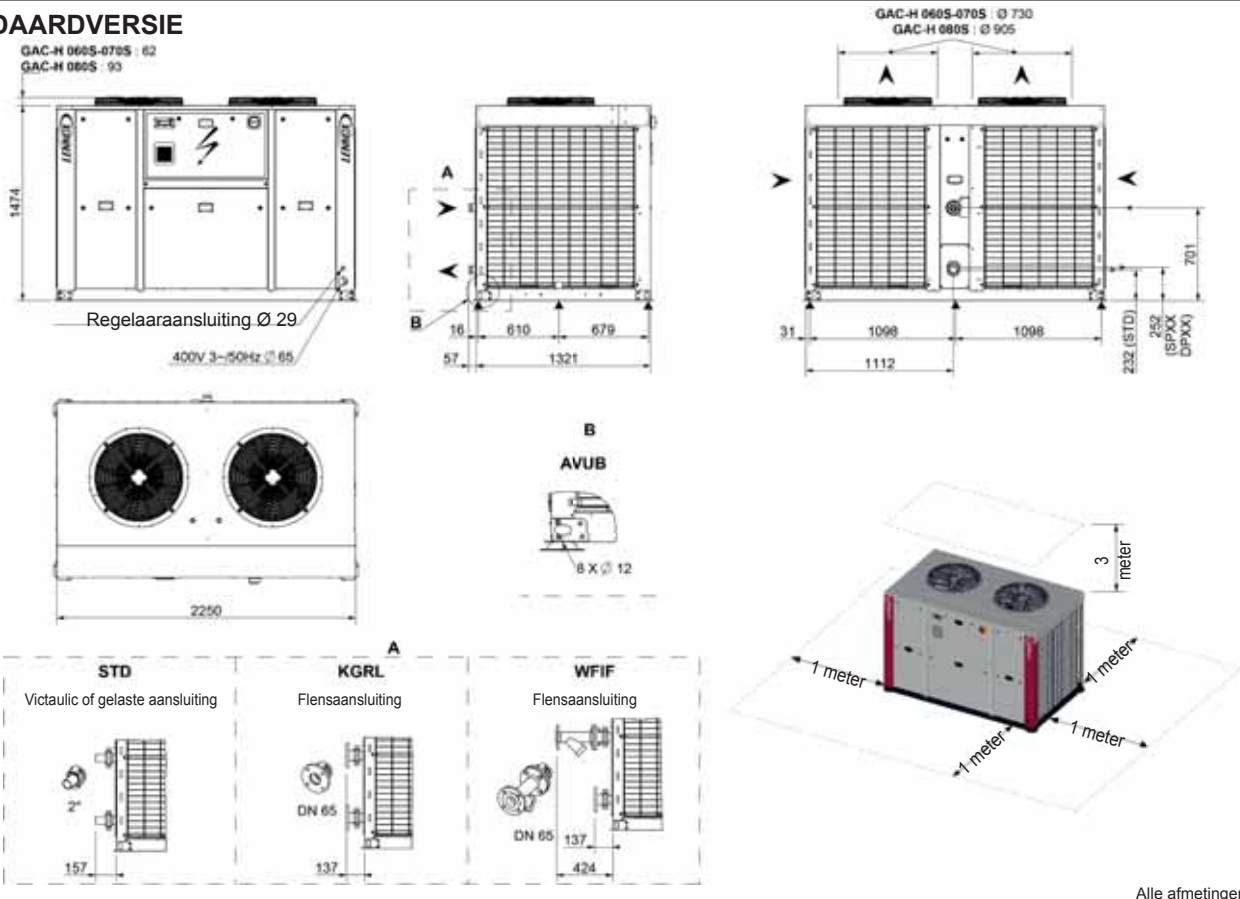 DAARDVERSIE
GAC-H 060S-070S : 62
GAC-H 080S : 93
GAC-H 060S-070S : Ø 730
GAC-H 080S : Ø 905
LENNOX
LENNOX
1474
Regelaaraansluiting Ø 29
400V 3~/50Hz Ø 65
A
B
16
610
679
57
1321
31
1098
1098
1112
701
232 (STD)
252
(SPXX
DPXX)
2250
B
AVUB
8 X Ø 12
3
meter
1 meter
1 meter
1 meter
1 meter
A
STD
Victaulic of gelaste aansluiting
2"
157
KGRL
Flensaansluiting
DN 65
137
WFIF
Flensaansluiting
DN 65
137
424
Alle afmetingen